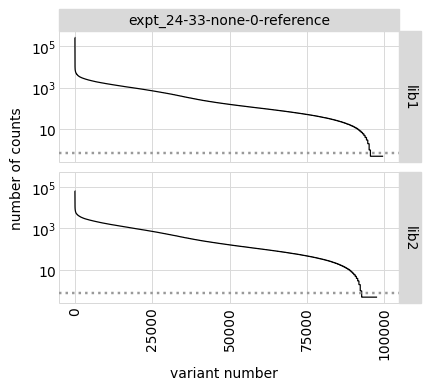 expt_24-33-none-0-reference
10^5
10^3
10
lib1
10^5
10^3
10
lib2
number of counts
0
25000
50000
75000
100000
variant number